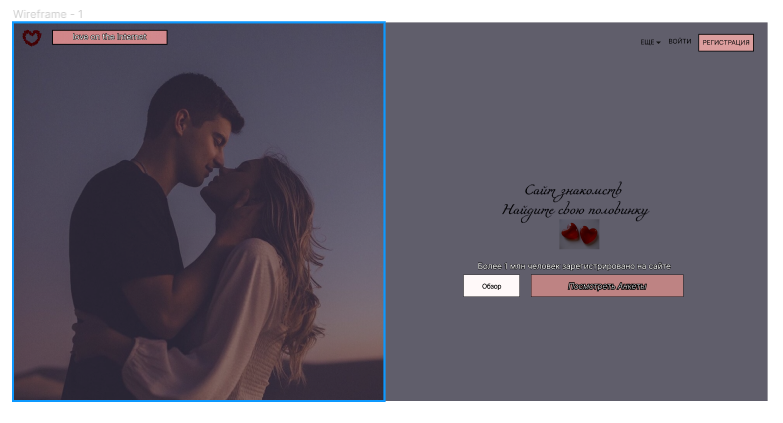 Wireframe - 1
love on the internet
ЕЩЕ
ВОЙТИ
РЕГИСТРАЦИЯ
Сайт знакомств
Найдите свою половинку
Более 1 млн человек зарегистрировано на сайте
Обзор
Посмотреть Анкеты